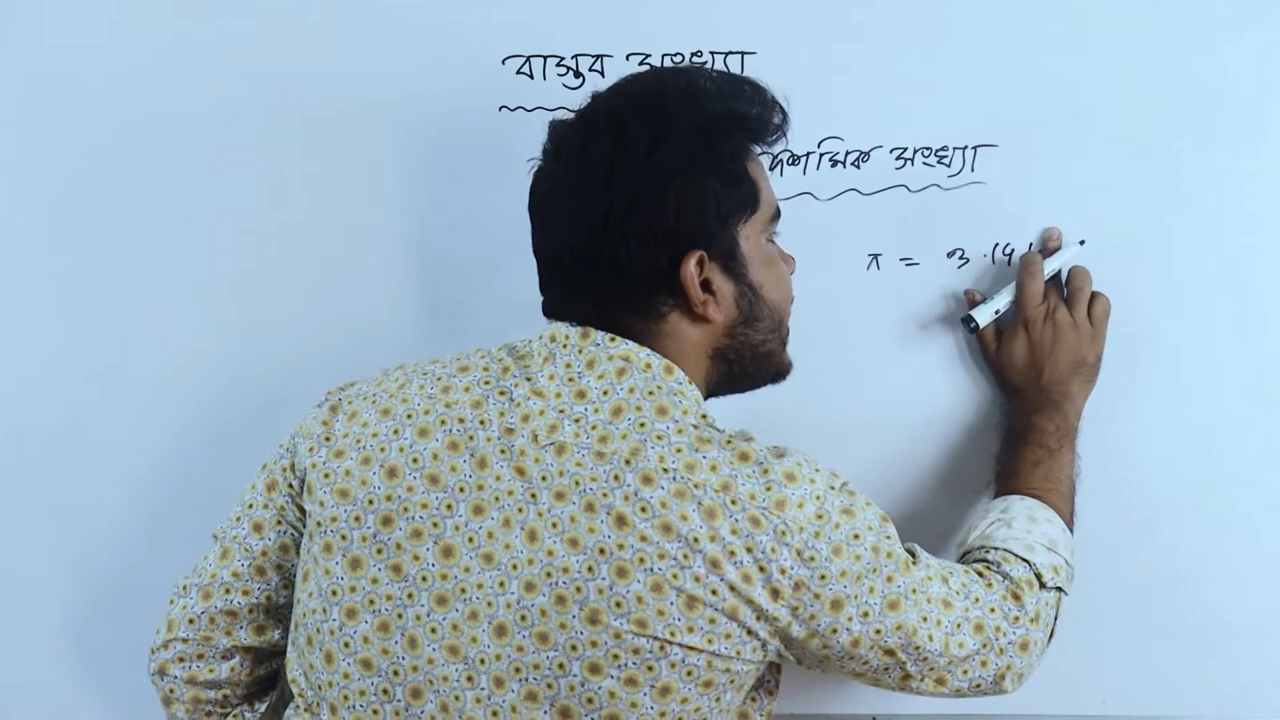 বাস্তব সংখ্যা
দশমিক সংখ্যা
π = 3.14